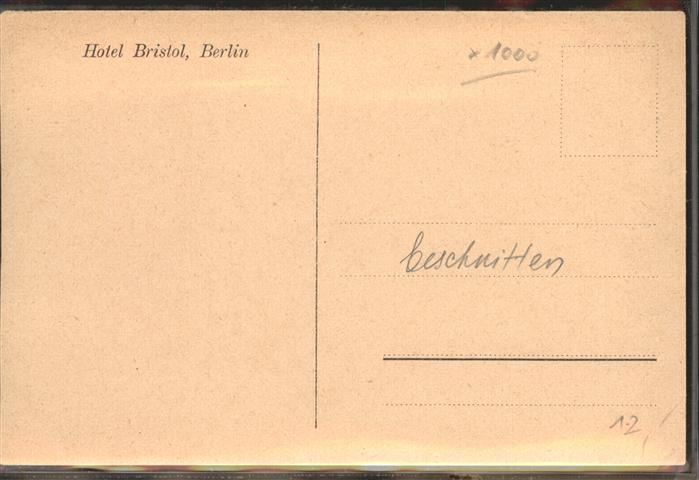 Hotel Bristol, Berlin
x 1000
beschnitten
1-2